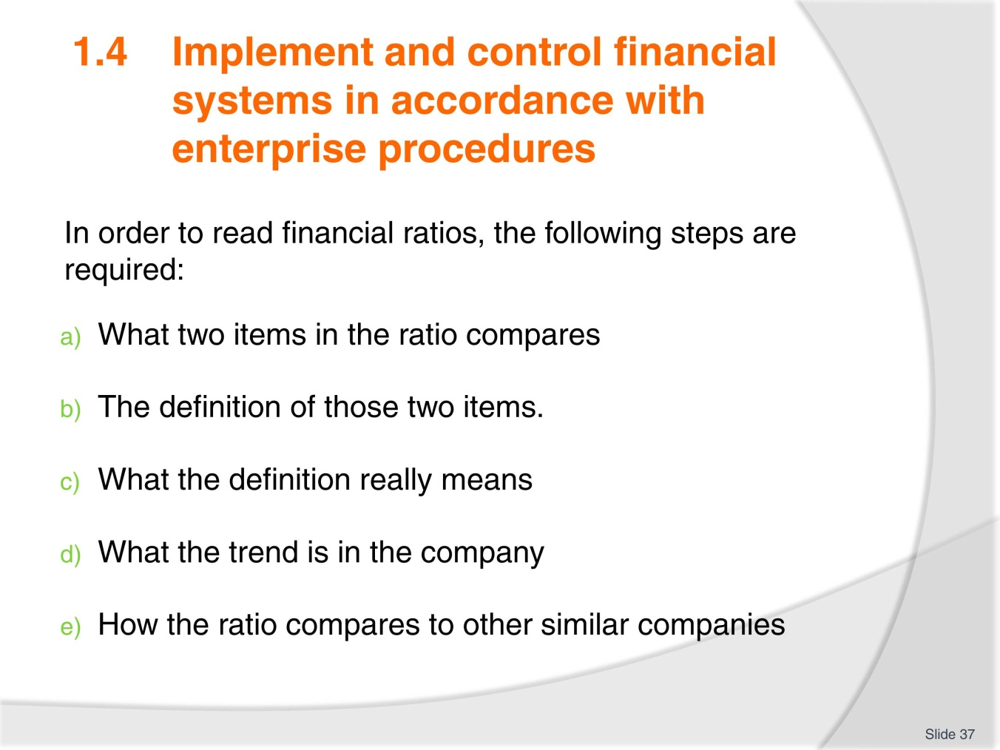 1.4 Implement and control financial
systems in accordance with
enterprise procedures
In order to read financial ratios, the following steps are
required:
a) What two items in the ratio compares
b) The definition of those two items.
c) What the definition really means
d) What the trend is in the company
e) How the ratio compares to other similar companies
Slide 37